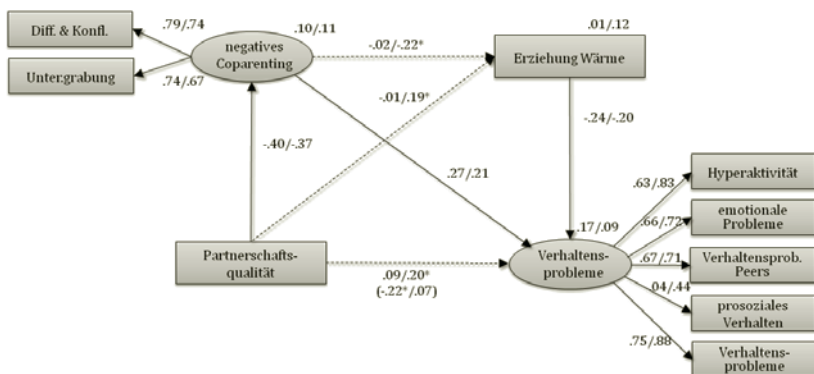 .79/.74
.10/.11
.01/.12
Diff. & Konfl.
negatives
Coparenting
-.02/-.22*
Erziehung Wärme
Unter.grabung
.74/.67
-.01/.19*
-.40/-.37
-.24/-.20
.27/.21
Hyperaktivität
.63/.83
emotionale
Probleme
.66/.72
.17/.09
Partnerschafts-
qualität
Verhaltens-
probleme
.67/.71
Verhaltensprob.
Peers
.09/.20*
(-.22*/.07)
04/.44
prosoziales
Verhalten
.75/.88
Verhaltens-
probleme